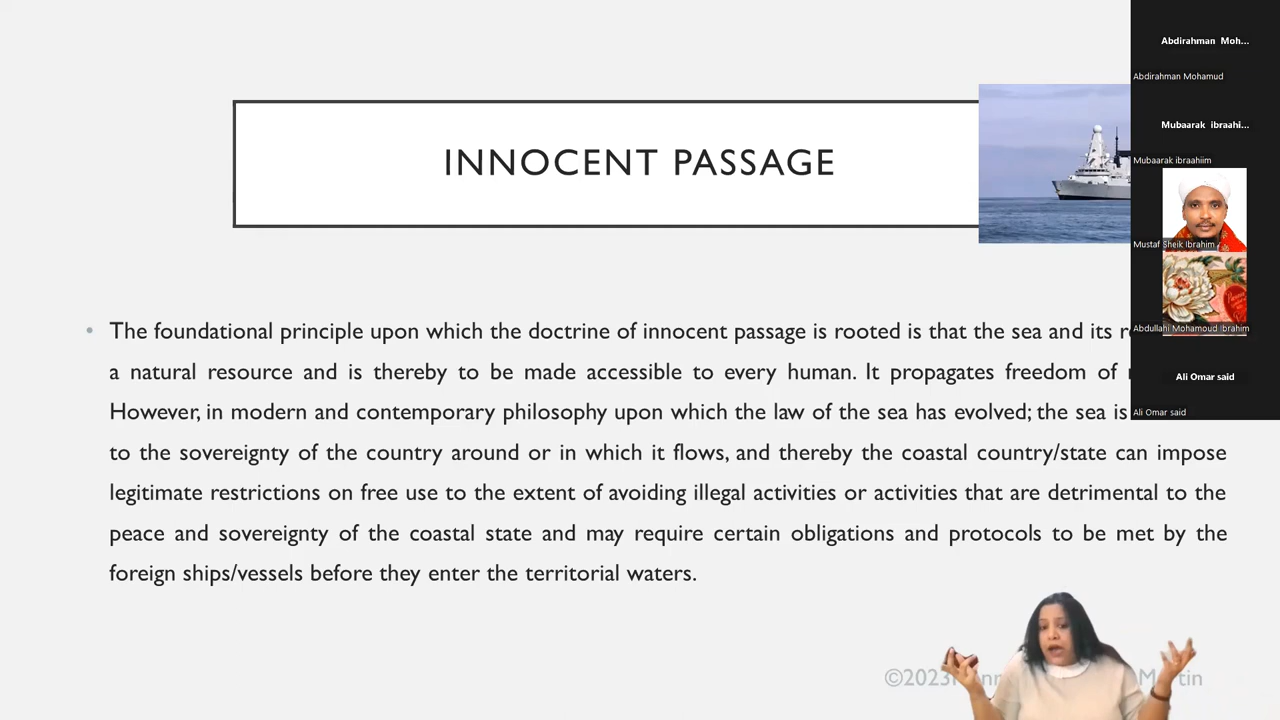 INNOCENT PASSAGE
• The foundational principle upon which the doctrine of innocent passage is rooted is that the sea and its
a natural resource and is thereby to be made accessible to every human. It propagates freedom of
However, in modern and contemporary philosophy upon which the law of the sea has evolved; the sea is
to the sovereignty of the country around or in which it flows, and thereby the coastal country/state can impose
legitimate restrictions on free use to the extent of avoiding illegal activities or activities that are detrimental to the
peace and sovereignty of the coastal state and may require certain obligations and protocols to be met by the
foreign ships/vessels before they enter the territorial waters.
©2023
Abdirahman Moh...
Abdirahman Mohamud
Mubaarak ibraahi...
Mubaarak ibraahiim
Mustaf Sheik Ibrahim
Abdullahi Mohamoud Ibrahim
Ali Omar said
Ali Omar said